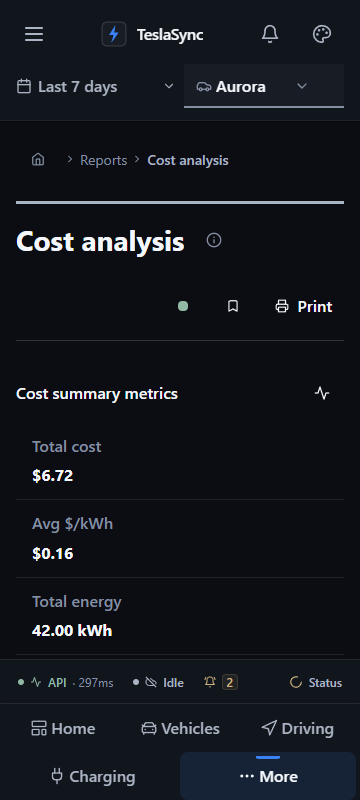 TeslaSync
Last 7 days
Aurora
Reports Cost analysis
Cost analysis
Print
Cost summary metrics
Total cost
$6.72
Avg $/kWh
$0.16
Total energy
42.00 kWh
API · 297ms Idle 2 Status
Home Vehicles Driving
Charging More